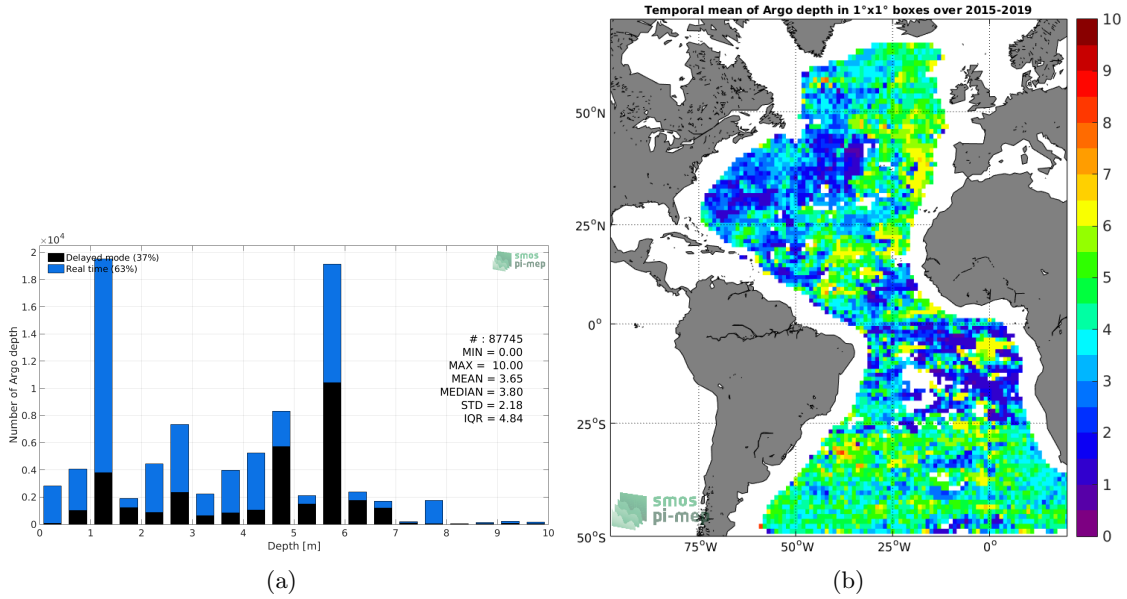 ×10⁴
2
1.8
1.6
1.4
1.2
1
0.8
0.6
0.4
0.2
0
Number of Argo depth
Delayed mode (37%)
Real time (63%)
smos
pi-mep
# : 87745
MIN = 0.00
MAX = 10.00
MEAN = 3.65
MEDIAN = 3.80
STD = 2.18
IQR = 4.84
0 1 2 3 4 5 6 7 8 9 10
Depth [m]
(a)
Temporal mean of Argo depth in 1°x1° boxes over 2015-2019
50°N
25°N
0°
25°S
50°S
smos
pi-mep
75°W 50°W 25°W 0°
10
9
8
7
6
5
4
3
2
1
0
(b)